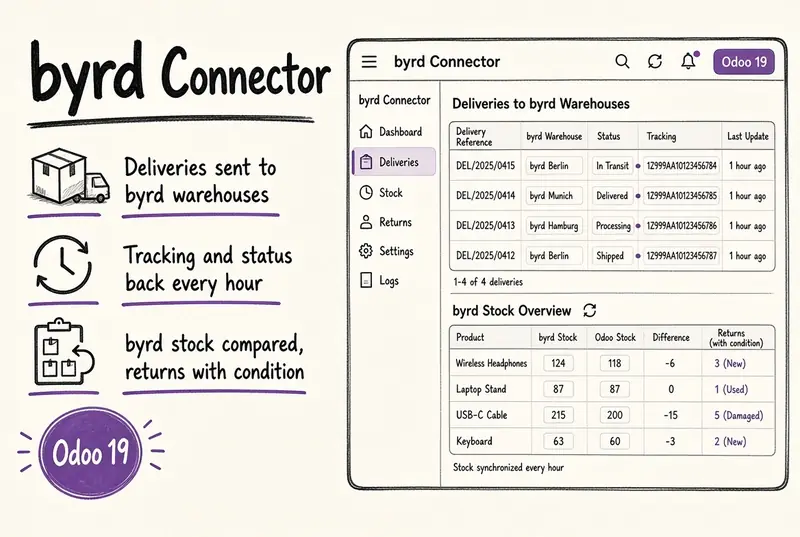 byrd Connector
Deliveries sent to
byrd warehouses
Tracking and status
back every hour
byrd stock compared,
returns with condition
Odoo 19
byrd Connector
Odoo 19
byrd Connector
Dashboard
Deliveries
Stock
Returns
Settings
Logs
Deliveries to byrd Warehouses
Delivery Reference byrd Warehouse Status Tracking Last Update
DEL/2025/0415 byrd Berlin In Transit 1Z999AA10123456784 1 hour ago
DEL/2025/0414 byrd Munich Delivered 1Z999AA10123456785 1 hour ago
DEL/2025/0413 byrd Hamburg Processing 1Z999AA10123456786 1 hour ago
DEL/2025/0412 byrd Berlin Shipped 1Z999AA10123456787 1 hour ago
1-4 of 4 deliveries
byrd Stock Overview
Product byrd Stock Odoo Stock Difference Returns (with condition)
Wireless Headphones 124 118 -6 3 (New)
Laptop Stand 87 87 0 1 (Used)
USB-C Cable 215 200 -15 5 (Damaged)
Keyboard 63 60 -3 2 (New)
Stock synchronized every hour